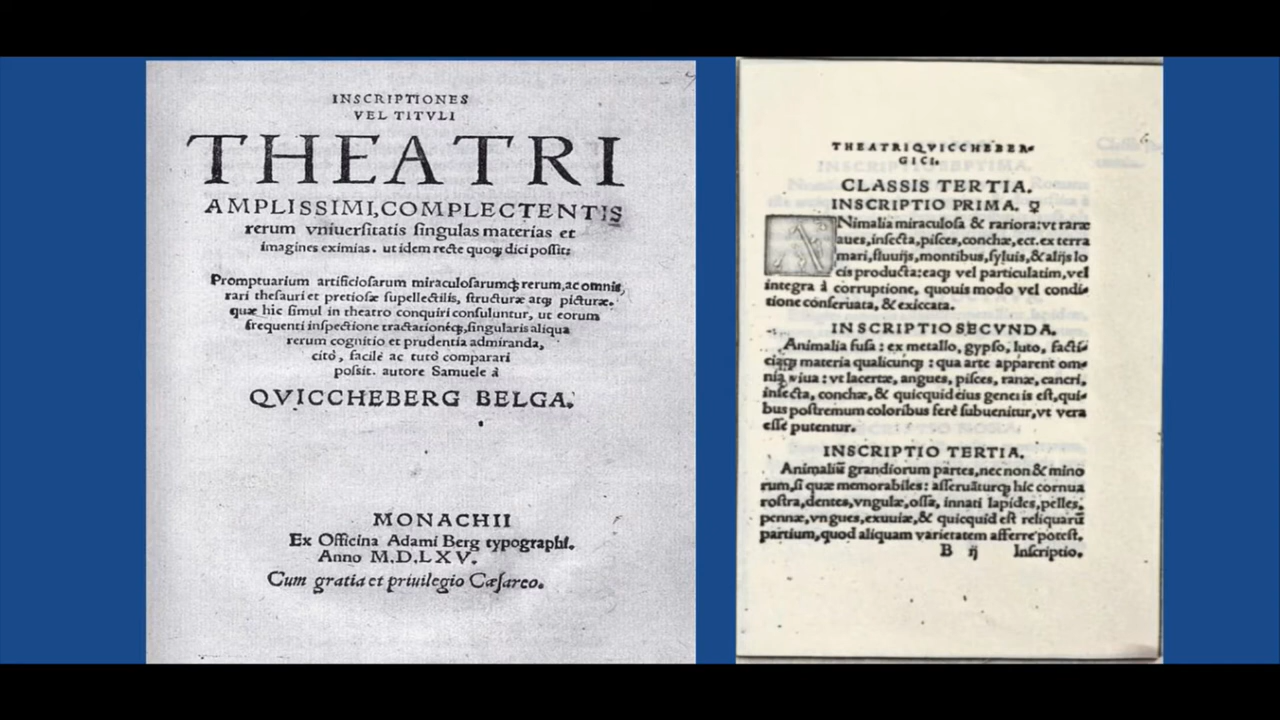 INSCRIPTIONES
VEL TITVLI
THEATRI
AMPLISSIMI, COMPLECTENTIS
rerum vniuerſitatis ſingulas materias et
imagines eximias. ut idem recte quoq; dici poſſit:
Promptuarium artificioſarum miraculoſarumq; rerum, ac omnis
rari theſauri et pretioſæ ſupellectilis, ſtructuræ atq; picturæ.
quæ hic ſimul in theatro conquiri conſuluntur, ut eorum
frequenti inſpectione tractationéq;, ſingularis aliqua
rerum cognitio et prudentia admiranda,
citò, facilè ac tutò comparari
poſſit. autore Samuele à
QVICCHEBERG BELGA.
MONACHII
Ex Officina Adami Berg typographi.
Anno M.D.LXV.
Cum gratia et priuilegio Cæſareo.
THEATRI QVICCHEBER-
GICI.
CLASSIS TERTIA.
INSCRIPTIO PRIMA. ☿
ANimalia miraculoſa & rariora: vt raræ
aues, inſecta, piſces, conchæ, ect. ex terra
mari, fluuijs, montibus, ſyluis, & alijs lo
cis producta: eaq; vel particulatim, vel
integra à corruptione, quouis modo vel condi-
tione conſeruata, & exiccata.
INSCRIPTIO SECVNDA.
Animalia fuſa: ex metallo, gypſo, luto, facti-
ciaq; materia qualicunq;: qua arte apparent om-
nia viua: vt lacertæ, angues, piſces, ranæ, cancri,
inſecta, conchæ, & quicquid eius generis eſt, qui-
bus poſtremum coloribus ferè ſubuenitur, vt vera
eſſe putentur.
INSCRIPTIO TERTIA.
Animaliū grandiorum partes, nec non & mino
rum, ſi quæ memorabiles: aſſeruāturq; hic cornua
roſtra, dentes, vngulæ, oſſa, innati lapides, pelles,
pennæ, vngues, exuuiæ, & quicquid eſt reliquarū
partium, quod aliquam varietatem afferre poteſt.
B ij Inſcriptio.